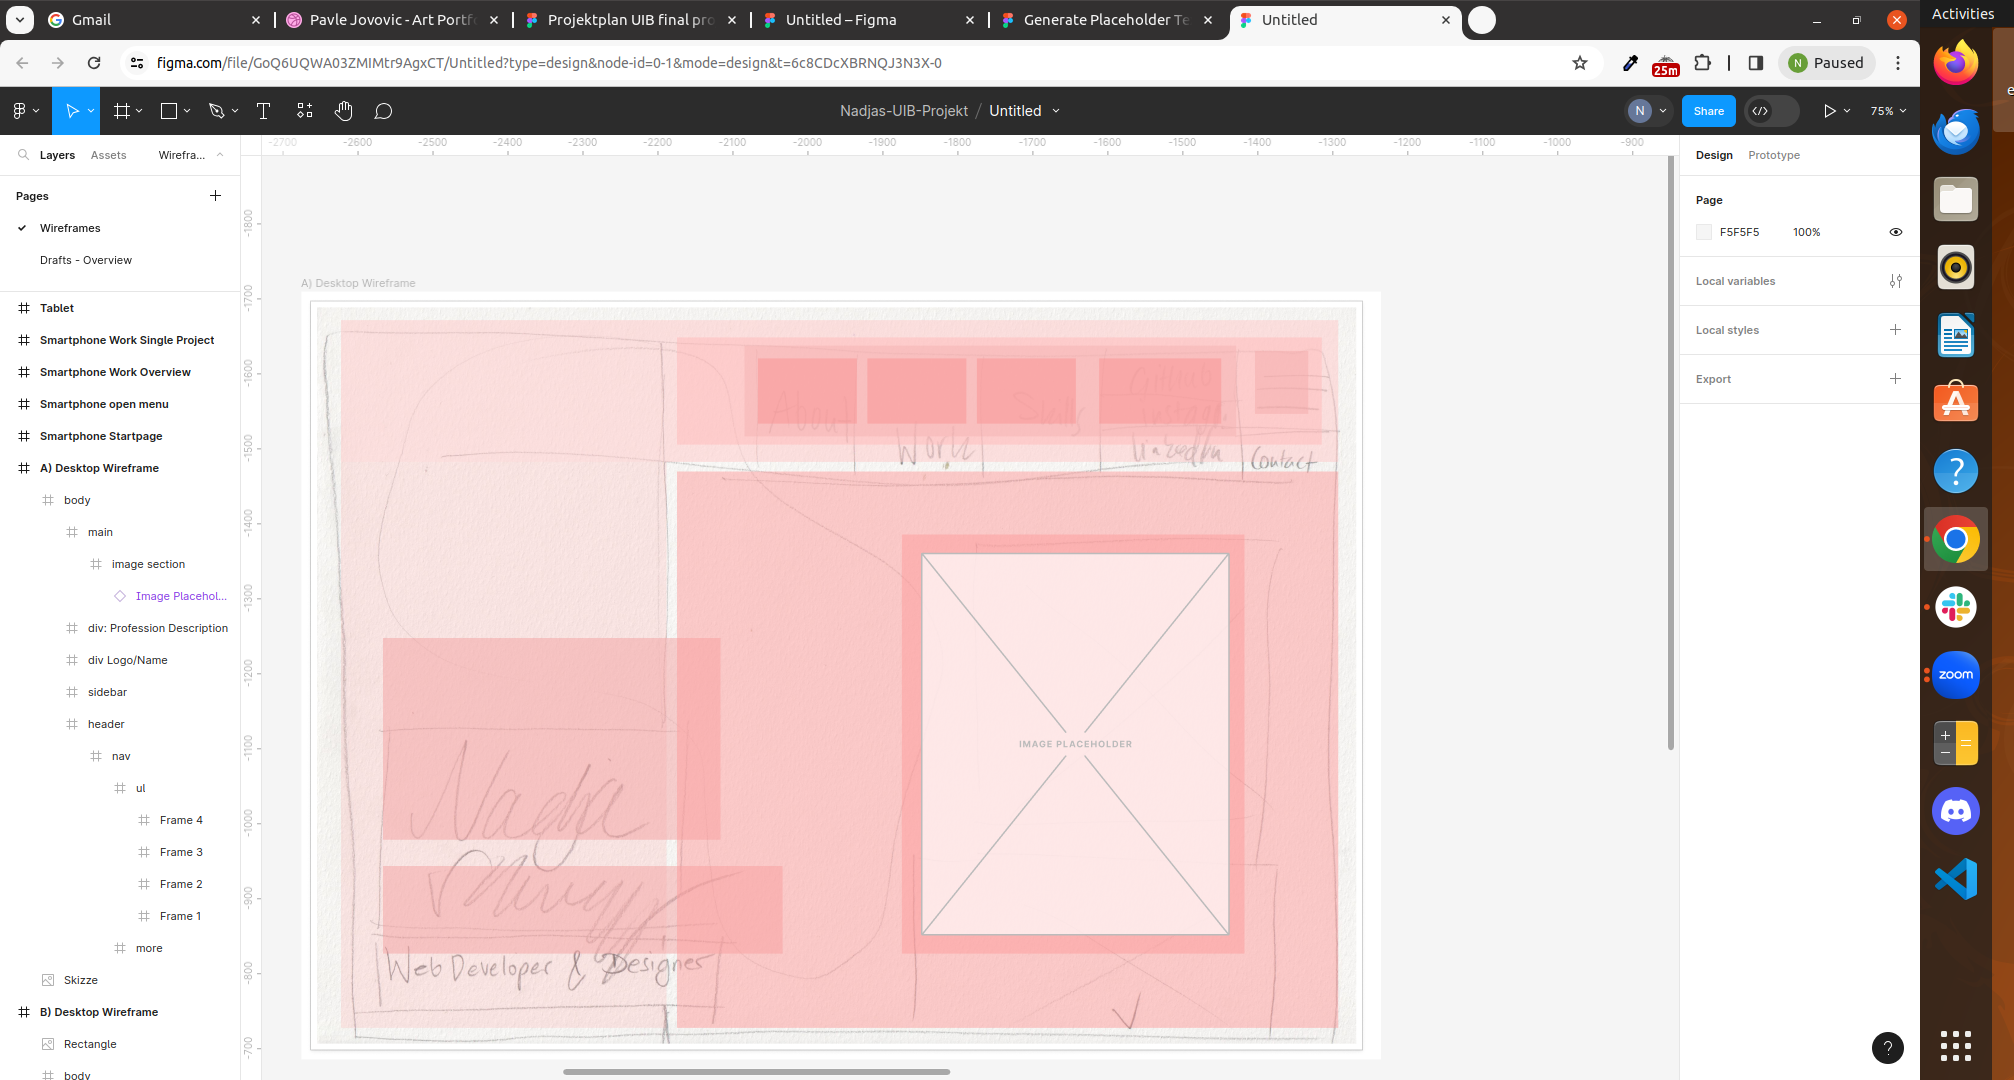 Gmail
Pavle Jovovic - Art Portfo
Projektplan UIB final pro
Untitled – Figma
Generate Placeholder Te
Untitled
Activities
figma.com/file/GoQ6UQWA03ZMIMtr9AgxCT/Untitled?type=design&node-id=0-1&mode=design&t=6c8CDcXBRNQJ3N3X-0
25m
N Paused
Nadjas-UIB-Projekt / Untitled
N
Share
75%
Layers
Assets
Wirefra...
-2700 -2600 -2500 -2400 -2300 -2200 -2100 -2000 -1900 -1800 -1700 -1600 -1500 -1400 -1300 -1200 -1100 -1000 -900
Design
Prototype
Pages
Wireframes
Drafts - Overview
Tablet
Smartphone Work Single Project
Smartphone Work Overview
Smartphone open menu
Smartphone Startpage
A) Desktop Wireframe
body
main
image section
Image Placehol...
div: Profession Description
div Logo/Name
sidebar
header
nav
ul
Frame 4
Frame 3
Frame 2
Frame 1
more
Skizze
B) Desktop Wireframe
Rectangle
body
-1800
-1700
-1600
-1500
-1400
-1300
-1200
-1100
-1000
-900
-800
-700
A) Desktop Wireframe
About
Work
Skills
GitHub
LinkedIn
Contact
IMAGE PLACEHOLDER
Nadja
Web Developer & Designer
Page
F5F5F5
100%
Local variables
Local styles
Export
zoom
?